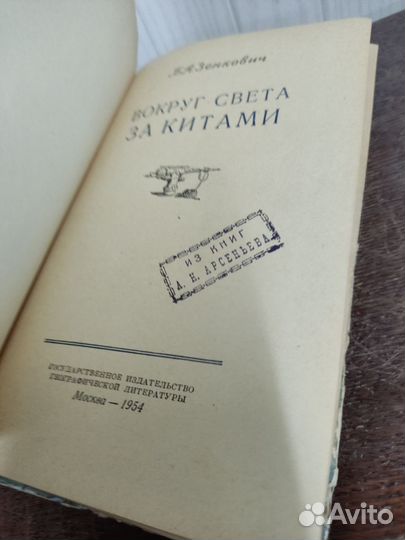 Б.А.Зенкович
ВОКРУГ СВЕТА
ЗА КИТАМИ
ИЗ КНИГ
А. Н. АРСЕНЬЕВА
ГОСУДАРСТВЕННОЕ ИЗДАТЕЛЬСТВО
ГЕОГРАФИЧЕСКОЙ ЛИТЕРАТУРЫ
Москва — 1954
Avito